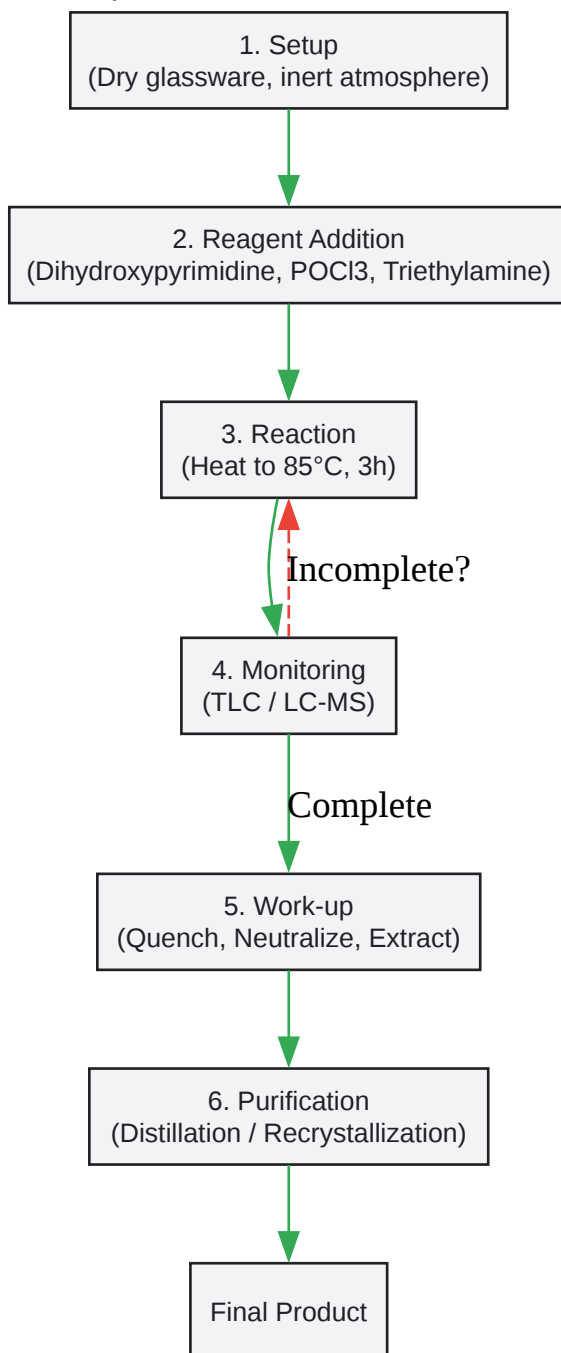 1. Setup
(Dry glassware, inert atmosphere)
2. Reagent Addition
(Dihydroxypyrimidine, POCl3, Triethylamine)
3. Reaction
(Heat to 85°C, 3h)
Incomplete?
4. Monitoring
(TLC / LC-MS)
Complete
5. Work-up
(Quench, Neutralize, Extract)
6. Purification
(Distillation / Recrystallization)
Final Product